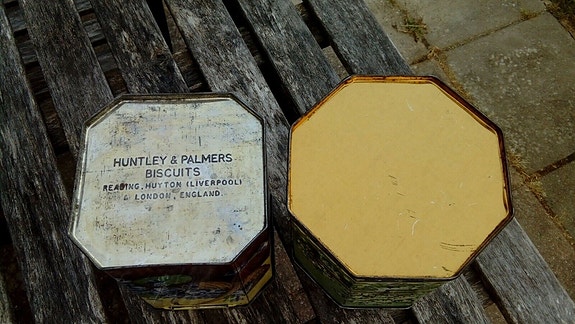 HUNTLEY & PALMERS
BISCUITS
READING, HUYTON (LIVERPOOL)
& LONDON, ENGLAND.